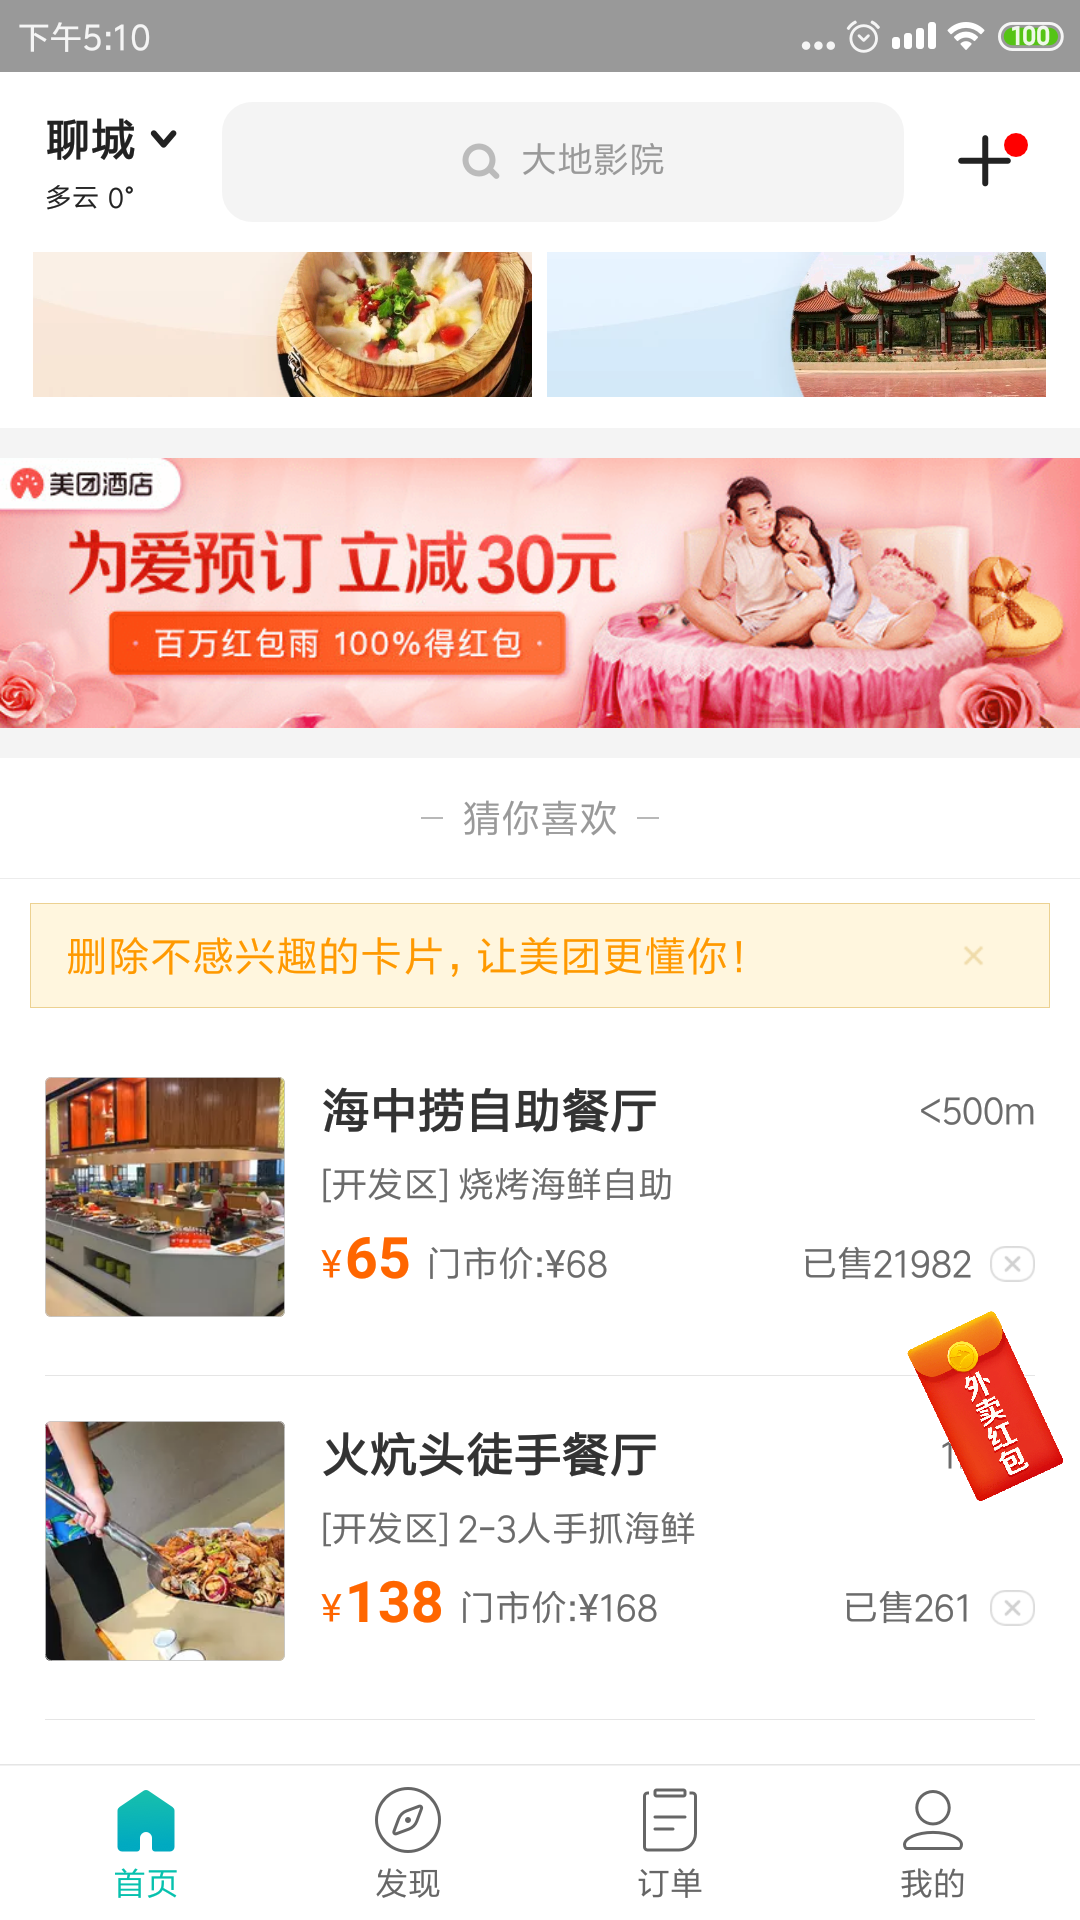 下午5:10
100
聊城
多云 0°
大地影院
美团酒店
为爱预订 立减30元
· 百万红包雨 100%得红包 ·
猜你喜欢
删除不感兴趣的卡片，让美团更懂你！
海中捞自助餐厅
<500m
[开发区] 烧烤海鲜自助
¥65 门市价:¥68
已售21982
外卖红包
火炕头徒手餐厅
[开发区] 2-3人手抓海鲜
¥138 门市价:¥168
已售261
首页
发现
订单
我的